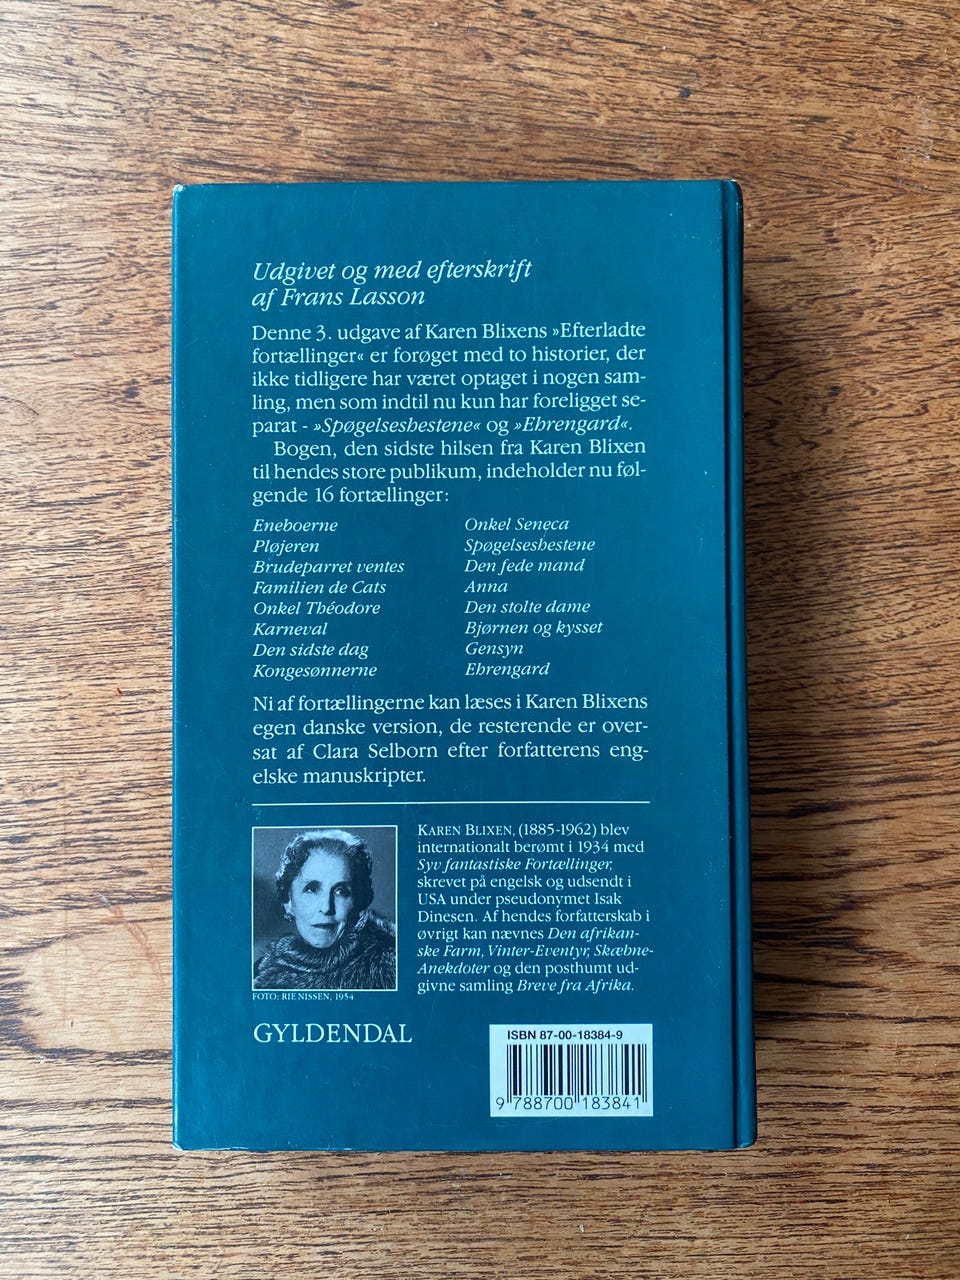 Udgivet og med efterskrift
af Frans Lasson
Denne 3. udgave af Karen Blixens »Efterladte
fortællinger« er forøget med to historier, der
ikke tidligere har været optaget i nogen sam-
ling, men som indtil nu kun har foreligget se-
parat - »Spøgelseshestene« og »Ehrengard«.
Bogen, den sidste hilsen fra Karen Blixen
til hendes store publikum, indeholder nu føl-
gende 16 fortællinger:
Eneboerne
Pløjeren
Brudeparret ventes
Familien de Cats
Onkel Théodore
Karneval
Den sidste dag
Kongesønnerne
Onkel Seneca
Spøgelseshestene
Den fede mand
Anna
Den stolte dame
Bjørnen og kysset
Gensyn
Ehrengard
Ni af fortællingerne kan læses i Karen Blixens
egen danske version, de resterende er over-
sat af Clara Selborn efter forfatterens eng-
elske manuskripter.
KAREN BLIXEN, (1885-1962) blev
internationalt berømt i 1934 med
Syv fantastiske Fortællinger,
skrevet på engelsk og udsendt i
USA under pseudonymet Isak
Dinesen. Af hendes forfatterskab i
øvrigt kan nævnes Den afrikan-
ske Farm, Vinter-Eventyr, Skæbne-
Anekdoter og den posthumt ud-
givne samling Breve fra Afrika.
FOTO: RIE NISSEN, 1954
GYLDENDAL
ISBN 87-00-18384-9
9 788700 183841